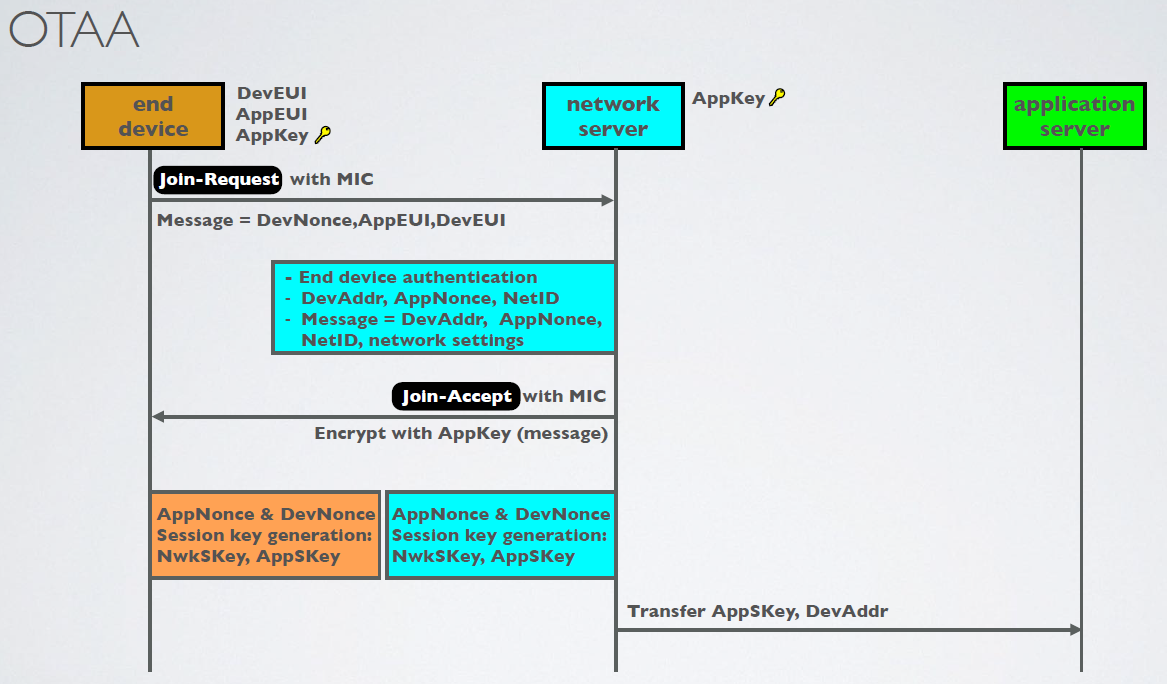 OTAA
end
device
DevEUI
AppEUI
AppKey
network
server
AppKey
application
server
Join-Request with MIC
Message = DevNonce,AppEUI,DevEUI
- End device authentication
- DevAddr, AppNonce, NetID
- Message = DevAddr, AppNonce,
NetID, network settings
Join-Accept with MIC
Encrypt with AppKey (message)
AppNonce & DevNonce
Session key generation:
NwkSKey, AppSKey
AppNonce & DevNonce
Session key generation:
NwkSKey, AppSKey
Transfer AppSKey, DevAddr